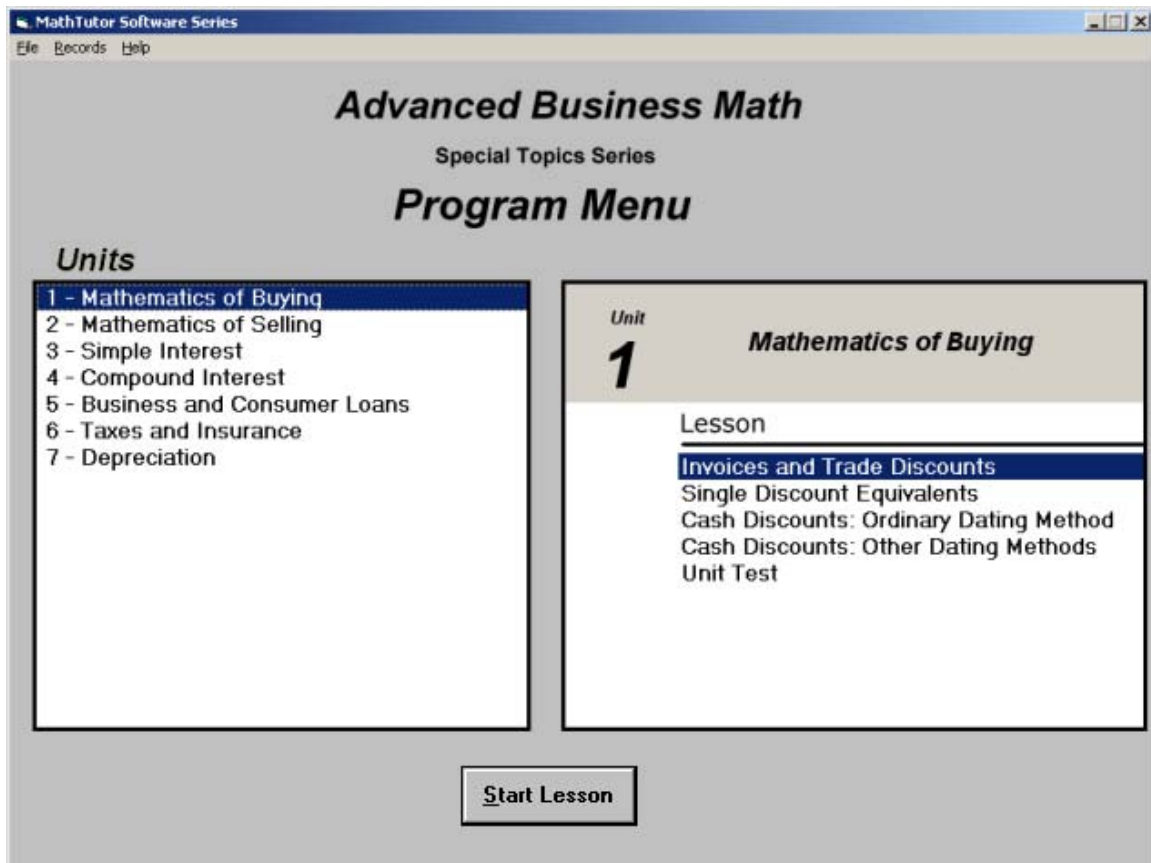 MathTutor Software Series
File Records Help
Advanced Business Math
Special Topics Series
Program Menu
Units
1 - Mathematics of Buying
2 - Mathematics of Selling
3 - Simple Interest
4 - Compound Interest
5 - Business and Consumer Loans
6 - Taxes and Insurance
7 - Depreciation
Unit
1
Mathematics of Buying
Lesson
Invoices and Trade Discounts
Single Discount Equivalents
Cash Discounts: Ordinary Dating Method
Cash Discounts: Other Dating Methods
Unit Test
Start Lesson